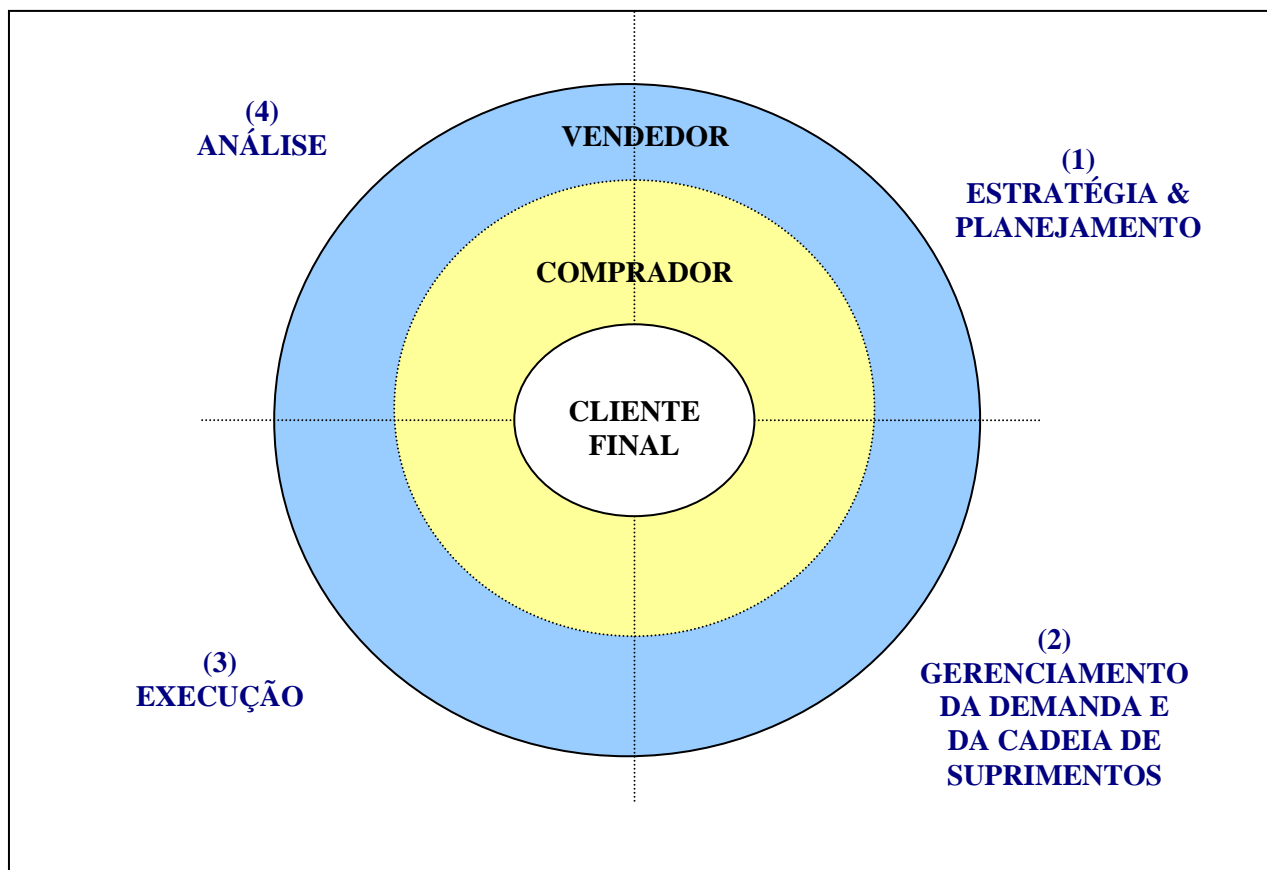 (4)
ANÁLISE
VENDEDOR
(1)
ESTRATÉGIA &
PLANEJAMENTO
COMPRADOR
CLIENTE
FINAL
(3)
EXECUÇÃO
(2)
GERENCIAMENTO
DA DEMANDA E
DA CADEIA DE
SUPRIMENTOS